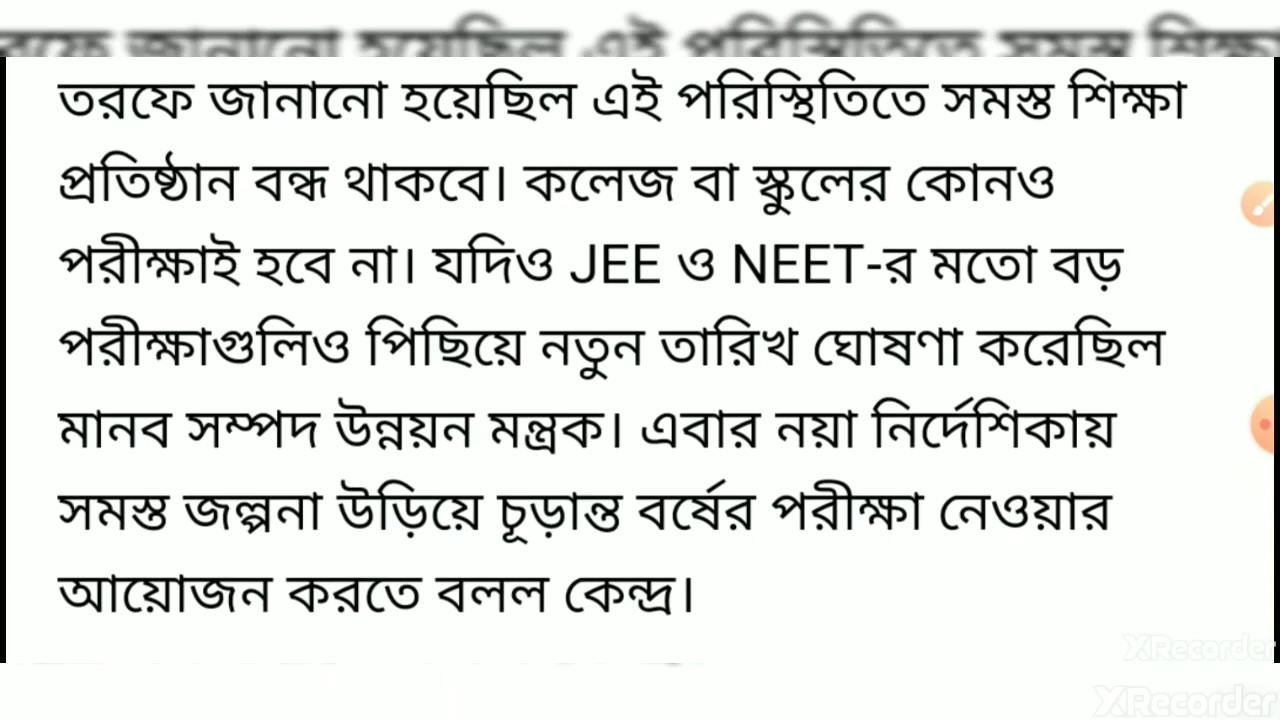 তরফে জানানো হয়েছিল এই পরিস্থিতিতে সমস্ত শিক্ষা
প্রতিষ্ঠান বন্ধ থাকবে। কলেজ বা স্কুলের কোনও
পরীক্ষাই হবে না। যদিও JEE ও NEET-র মতো বড়
পরীক্ষাগুলিও পিছিয়ে নতুন তারিখ ঘোষণা করেছিল
মানব সম্পদ উন্নয়ন মন্ত্রক। এবার নয়া নির্দেশিকায়
সমস্ত জল্পনা উড়িয়ে চূড়ান্ত বর্ষের পরীক্ষা নেওয়ার
আয়োজন করতে বলল কেন্দ্র।
XRecorder
XRecorder